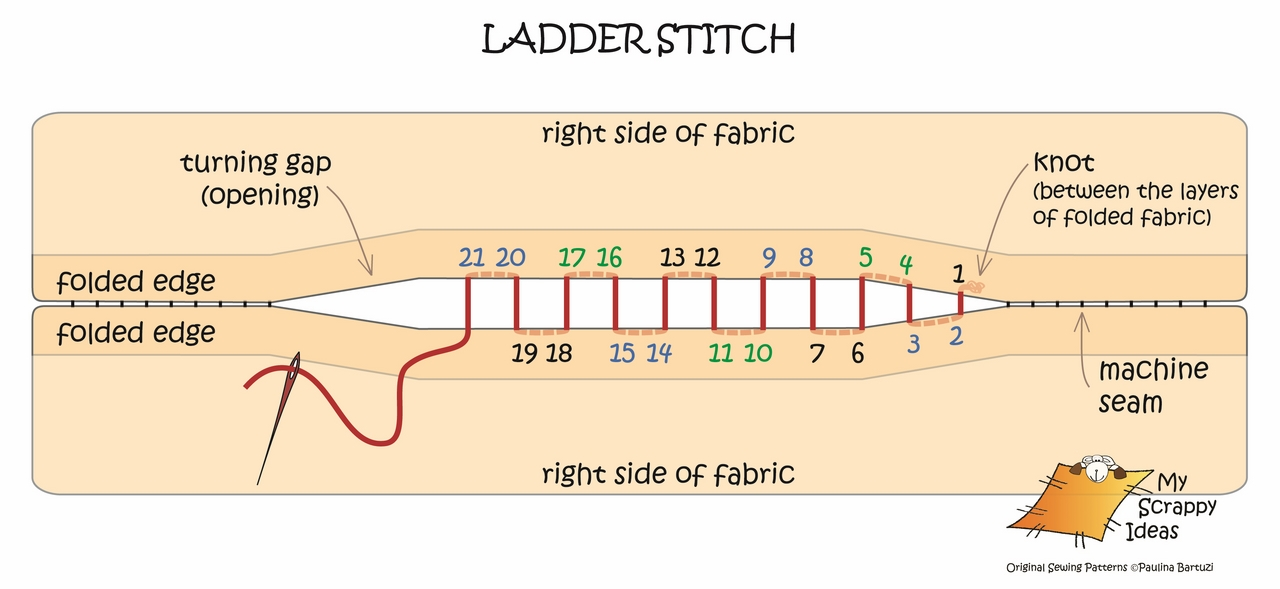 LADDER STITCH
right side of fabric
turning gap
(opening)
knot
(between the layers
of folded fabric)
21 20 17 16 13 12 9 8 5 4 1
folded edge
folded edge
19 18 15 14 11 10 7 6 3 2
machine
seam
right side of fabric
My
Scrappy
Ideas
Original Sewing Patterns ©Paulina Bartuzi